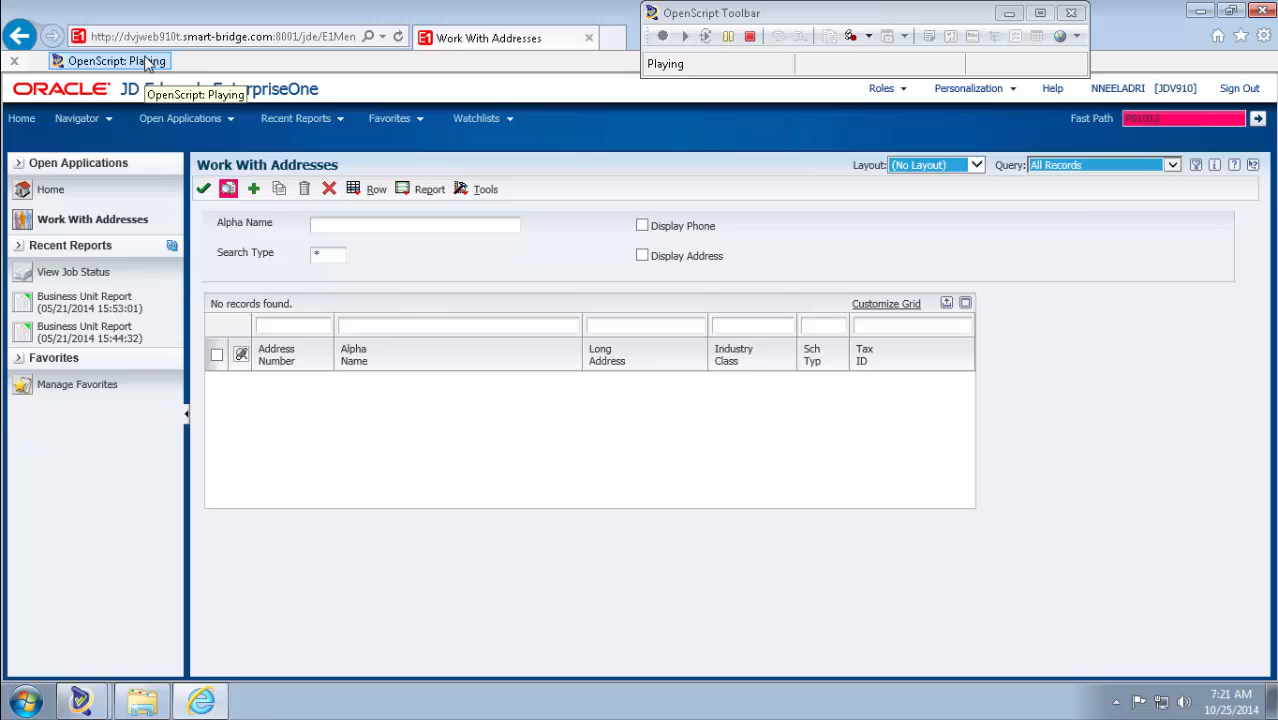 OpenScript Toolbar
http://dvjweb910t.smart-bridge.com:8001/jde/E1Men
E1 Work With Addresses
OpenScript: Playing
Playing
OpenScript: Playing
ORACLE JD Edwards EnterpriseOne
Roles Personalization Help NNEELADRI [JDV910] Sign Out
Home Navigator Open Applications Recent Reports Favorites Watchlists Fast Path P01012
Open Applications
Home
Work With Addresses
Recent Reports
View Job Status
Business Unit Report
(05/21/2014 15:53:01)
Business Unit Report
(05/21/2014 15:44:32)
Favorites
Manage Favorites
Work With Addresses
Layout: (No Layout) Query: All Records
Row Report Tools
Alpha Name
Display Phone
Search Type *
Display Address
No records found.
Customize Grid
Address Number
Alpha Name
Long Address
Industry Class
Sch Typ
Tax ID
7:21 AM
10/25/2014